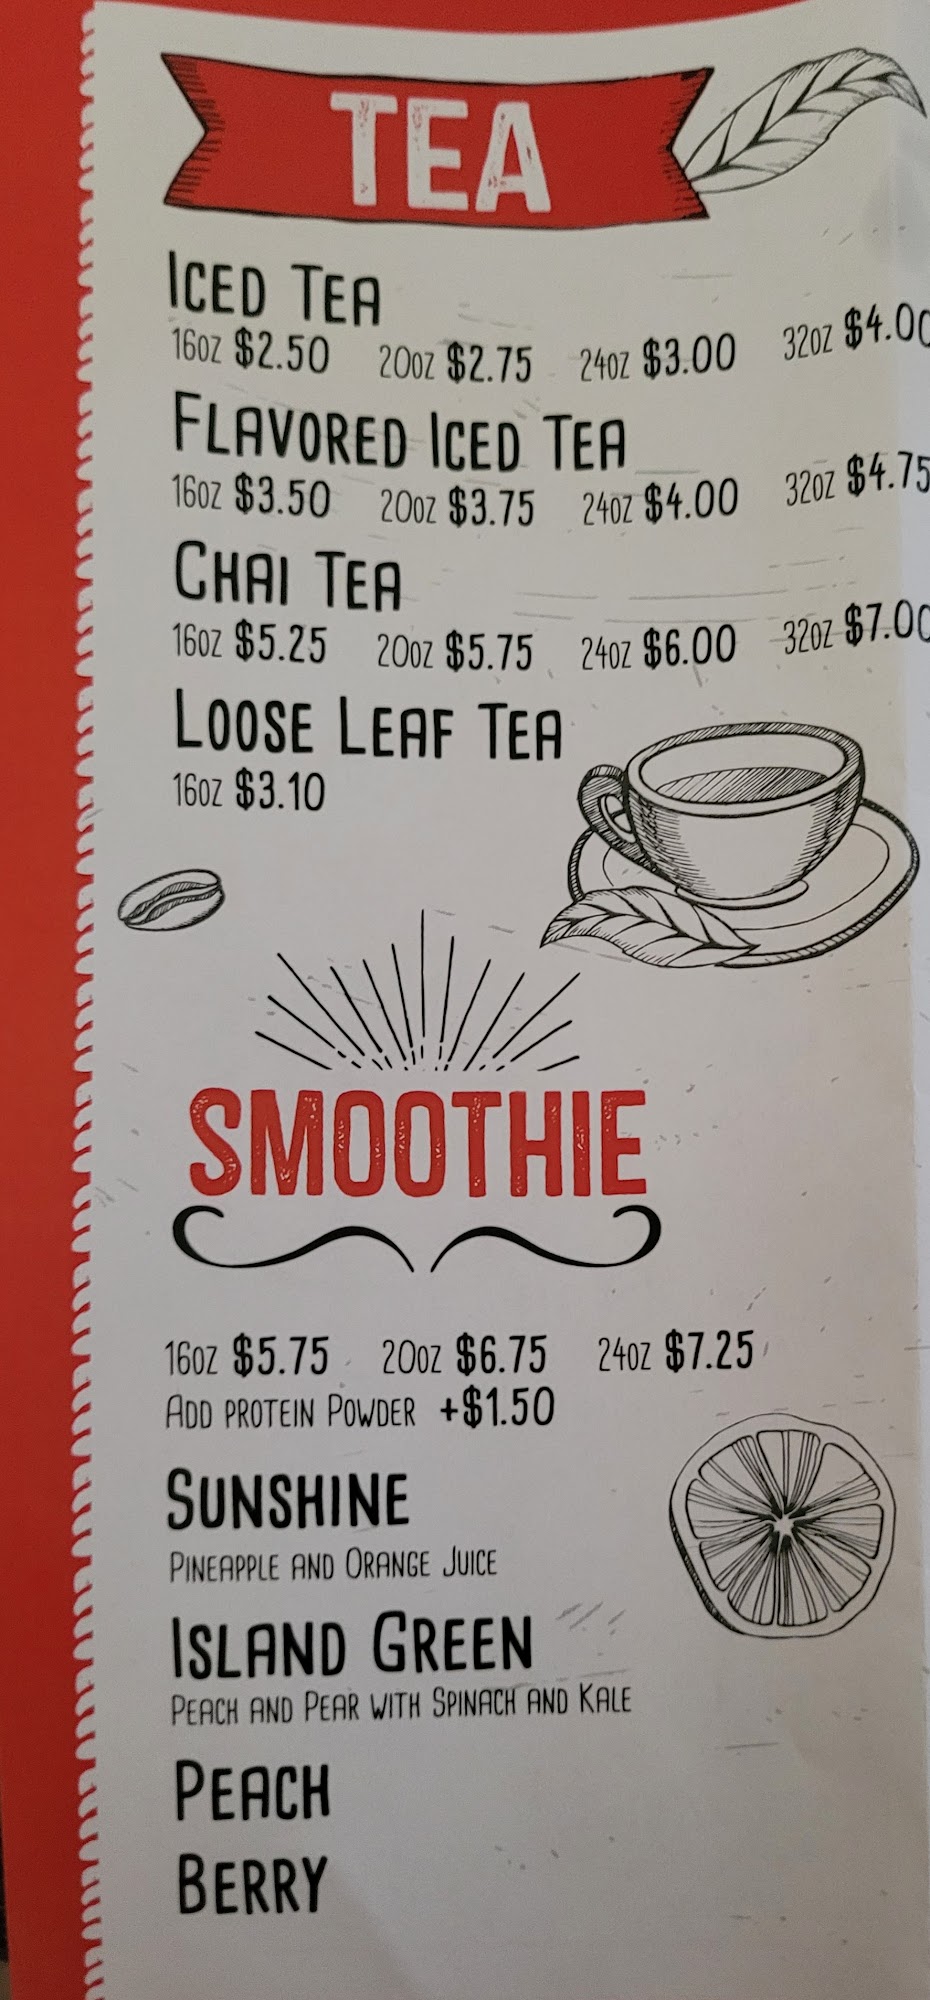 TEA
ICED TEA
16OZ $2.50 20OZ $2.75 24OZ $3.00 32OZ $4.00
FLAVORED ICED TEA
16OZ $3.50 20OZ $3.75 24OZ $4.00 32OZ $4.75
CHAI TEA
16OZ $5.25 20OZ $5.75 24OZ $6.00 32OZ $7.00
LOOSE LEAF TEA
16OZ $3.10
SMOOTHIE
16OZ $5.75 20OZ $6.75 24OZ $7.25
ADD PROTEIN POWDER +$1.50
SUNSHINE
PINEAPPLE AND ORANGE JUICE
ISLAND GREEN
PEACH AND PEAR WITH SPINACH AND KALE
PEACH
BERRY